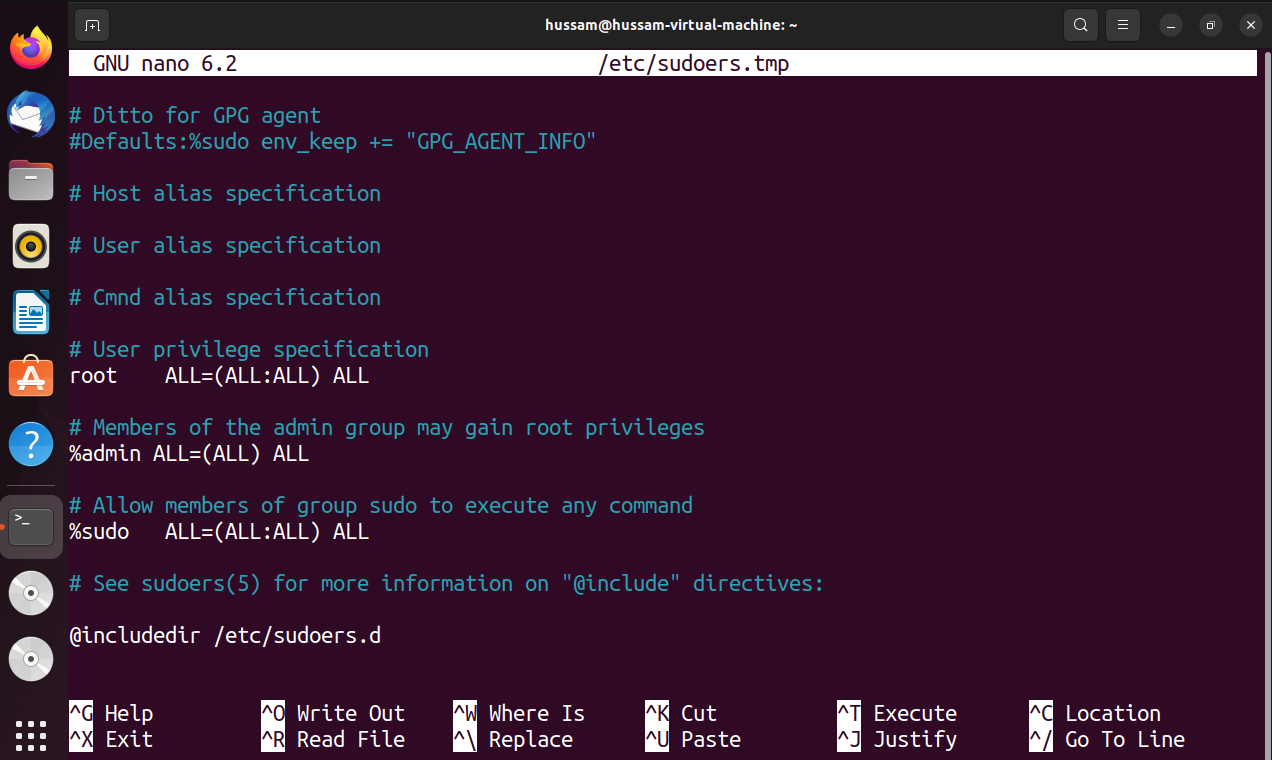 hussam@hussam-virtual-machine: ~
GNU nano 6.2 /etc/sudoers.tmp
# Ditto for GPG agent
#Defaults:%sudo env_keep += "GPG_AGENT_INFO"
# Host alias specification
# User alias specification
# Cmnd alias specification
# User privilege specification
root    ALL=(ALL:ALL) ALL
# Members of the admin group may gain root privileges
%admin ALL=(ALL) ALL
# Allow members of group sudo to execute any command
%sudo   ALL=(ALL:ALL) ALL
# See sudoers(5) for more information on "@include" directives:
@includedir /etc/sudoers.d
^G Help ^O Write Out ^W Where Is ^K Cut ^T Execute ^C Location
^X Exit ^R Read File ^\ Replace ^U Paste ^J Justify ^/ Go To Line